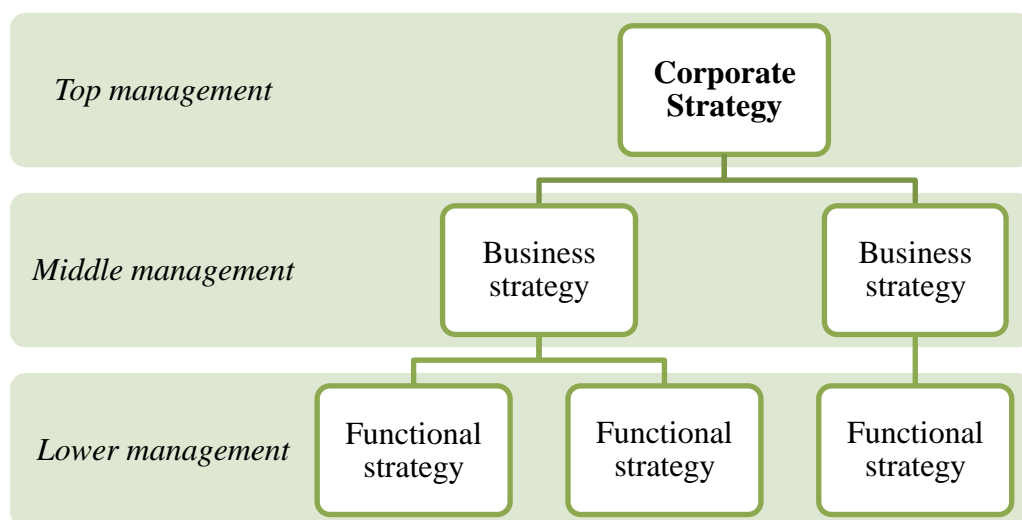 Top management
Corporate
Strategy
Middle management
Business
strategy
Business
strategy
Lower management
Functional
strategy
Functional
strategy
Functional
strategy